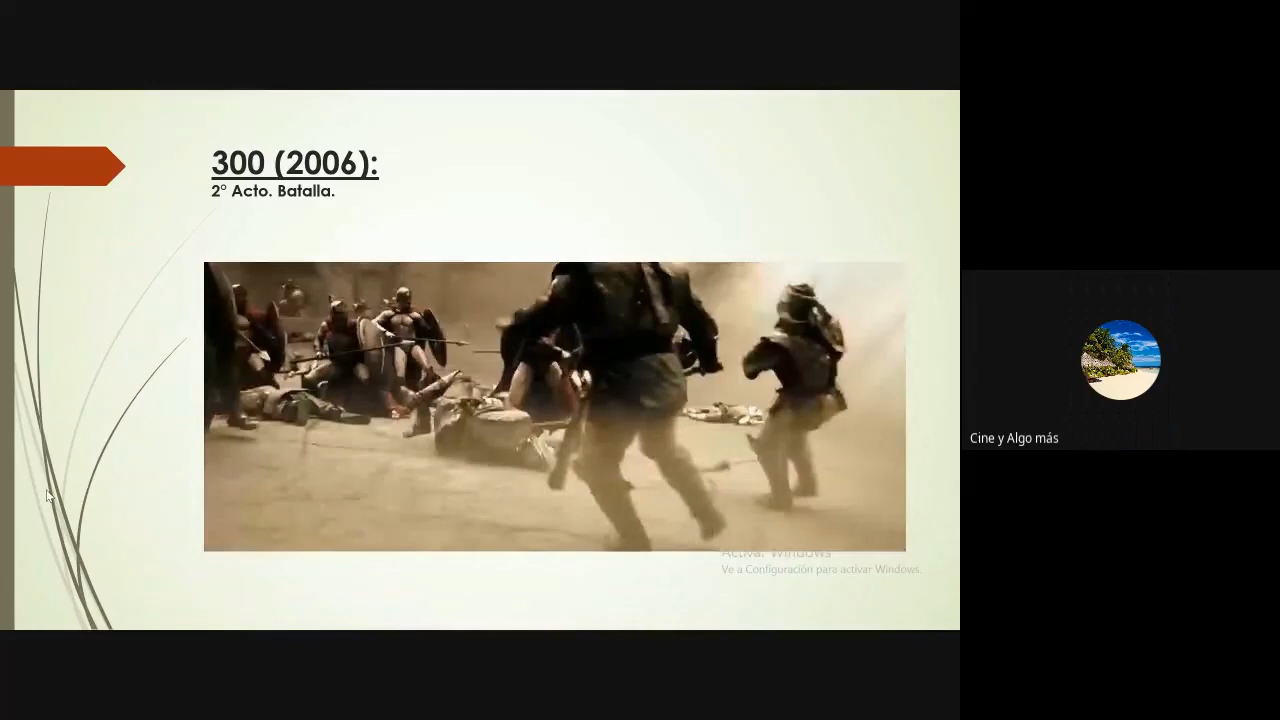 300 (2006):
2° Acto. Batalla.
Activar Windows
Ve a Configuración para activar Windows.
Cine y Algo más